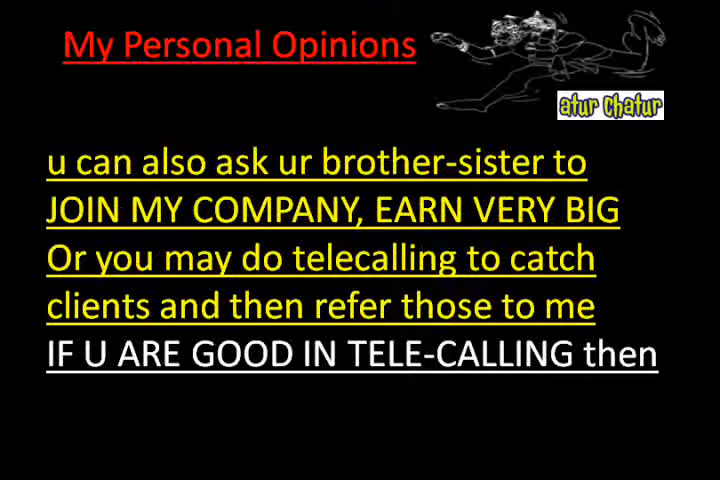 My Personal Opinions
atur chatur
u can also ask ur brother-sister to
JOIN MY COMPANY, EARN VERY BIG
Or you may do telecalling to catch
clients and then refer those to me
IF U ARE GOOD IN TELE-CALLING then